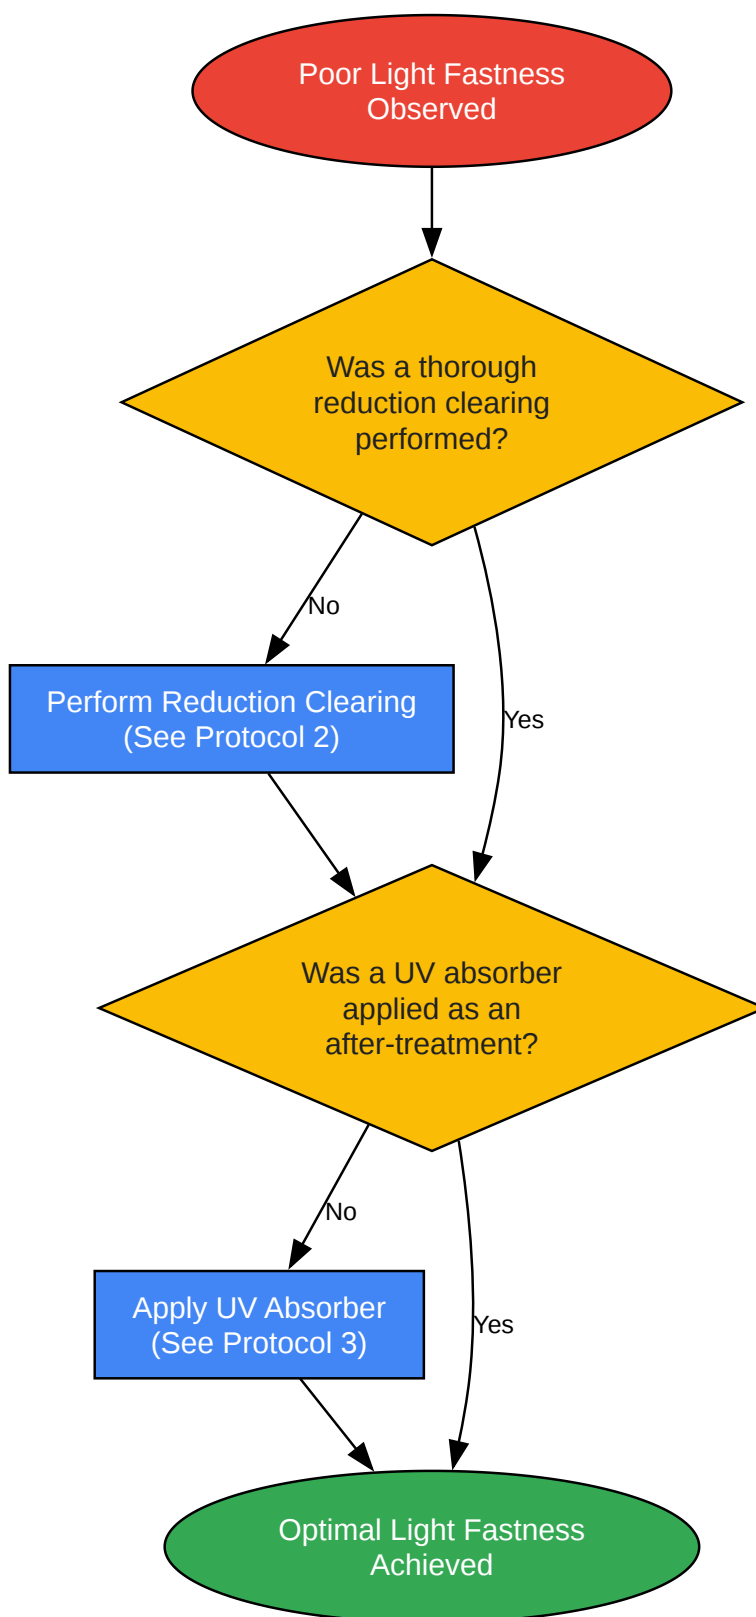 Poor Light Fastness
Observed
Was a thorough
reduction clearing
performed?
No
Perform Reduction Clearing
(See Protocol 2)
Yes
Was a UV absorber
applied as an
after-treatment?
No
Apply UV Absorber
(See Protocol 3)
Yes
Optimal Light Fastness
Achieved